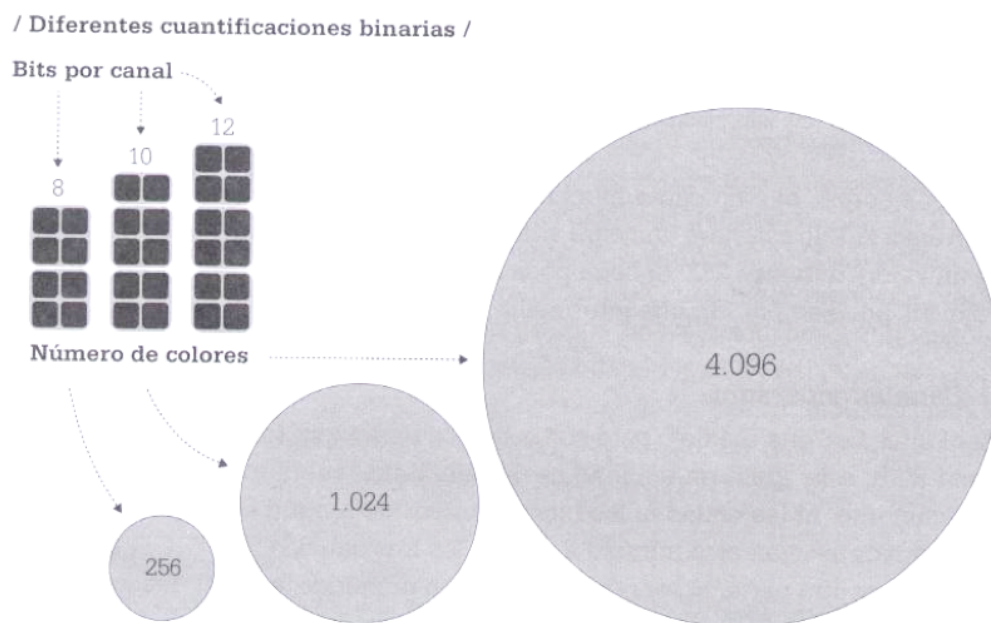 / Diferentes cuantificaciones binarias /
Bits por canal
8
10
12
Número de colores
256
1.024
4.096